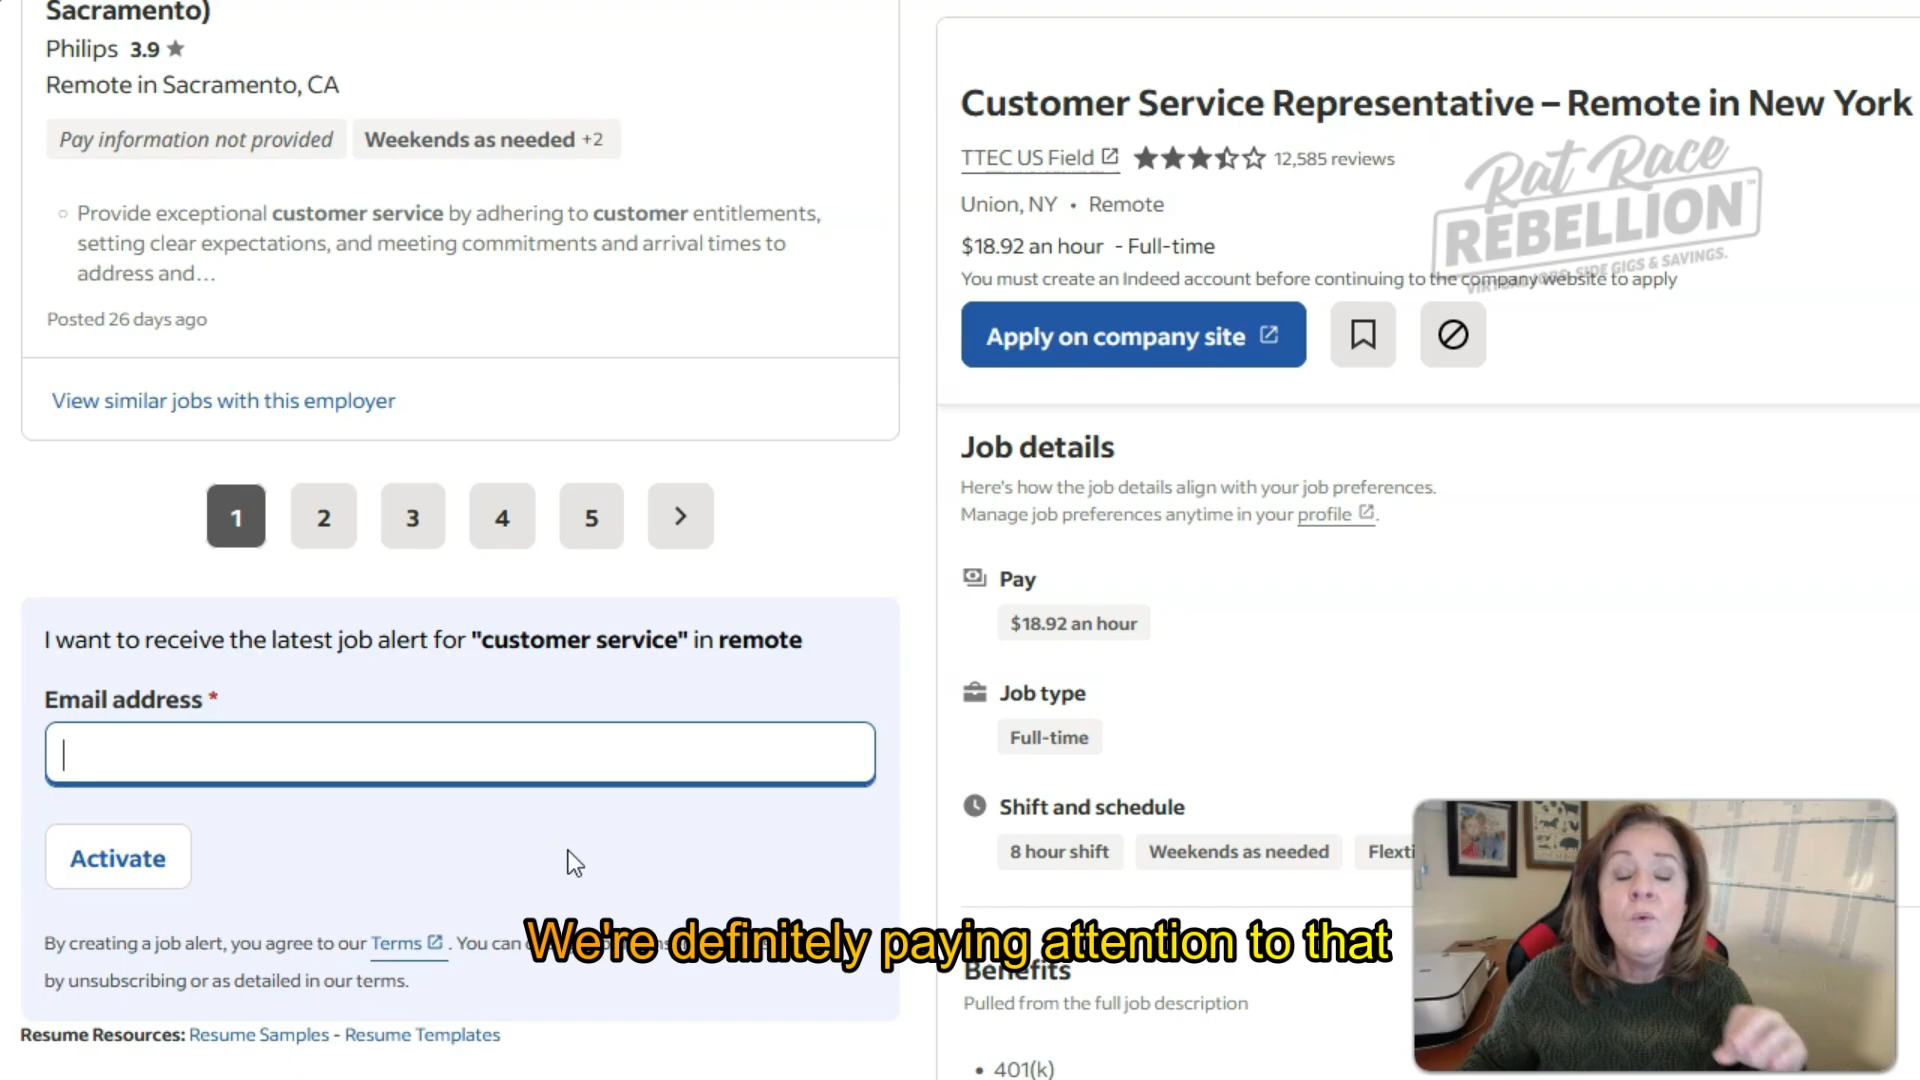 Sacramento)
Philips 3.9
Remote in Sacramento, CA
Pay information not provided
Weekends as needed +2
Provide exceptional customer service by adhering to customer entitlements,
setting clear expectations, and meeting commitments and arrival times to
address and...
Posted 26 days ago
View similar jobs with this employer
1 2 3 4 5
I want to receive the latest job alert for "customer service" in remote
Email address *
Activate
By creating a job alert, you agree to our Terms . You can
by unsubscribing or as detailed in our terms.
Resume Resources: Resume Samples - Resume Templates
Customer Service Representative – Remote in New York
TTEC US Field 12,585 reviews
Union, NY • Remote
$18.92 an hour - Full-time
You must create an Indeed account before continuing to the company website to apply
Apply on company site
Rat Race
REBELLION™
VIRTUAL JOBS, SIDE GIGS & SAVINGS.
Job details
Here's how the job details align with your job preferences.
Manage job preferences anytime in your profile .
Pay
$18.92 an hour
Job type
Full-time
Shift and schedule
8 hour shift
Weekends as needed
Flexti
We're definitely paying attention to that
Benefits
Pulled from the full job description
• 401(k)